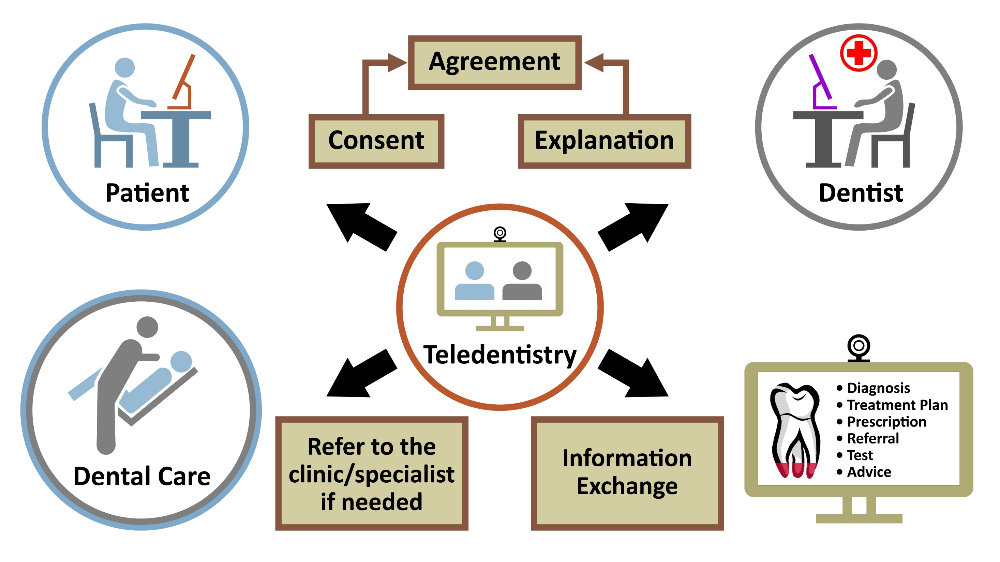 Agreement
Consent
Explanation
Patient
Dentist
Teledentistry
Dental Care
Refer to the
clinic/specialist
if needed
Information
Exchange
• Diagnosis
• Treatment Plan
• Prescription
• Referral
• Test
• Advice